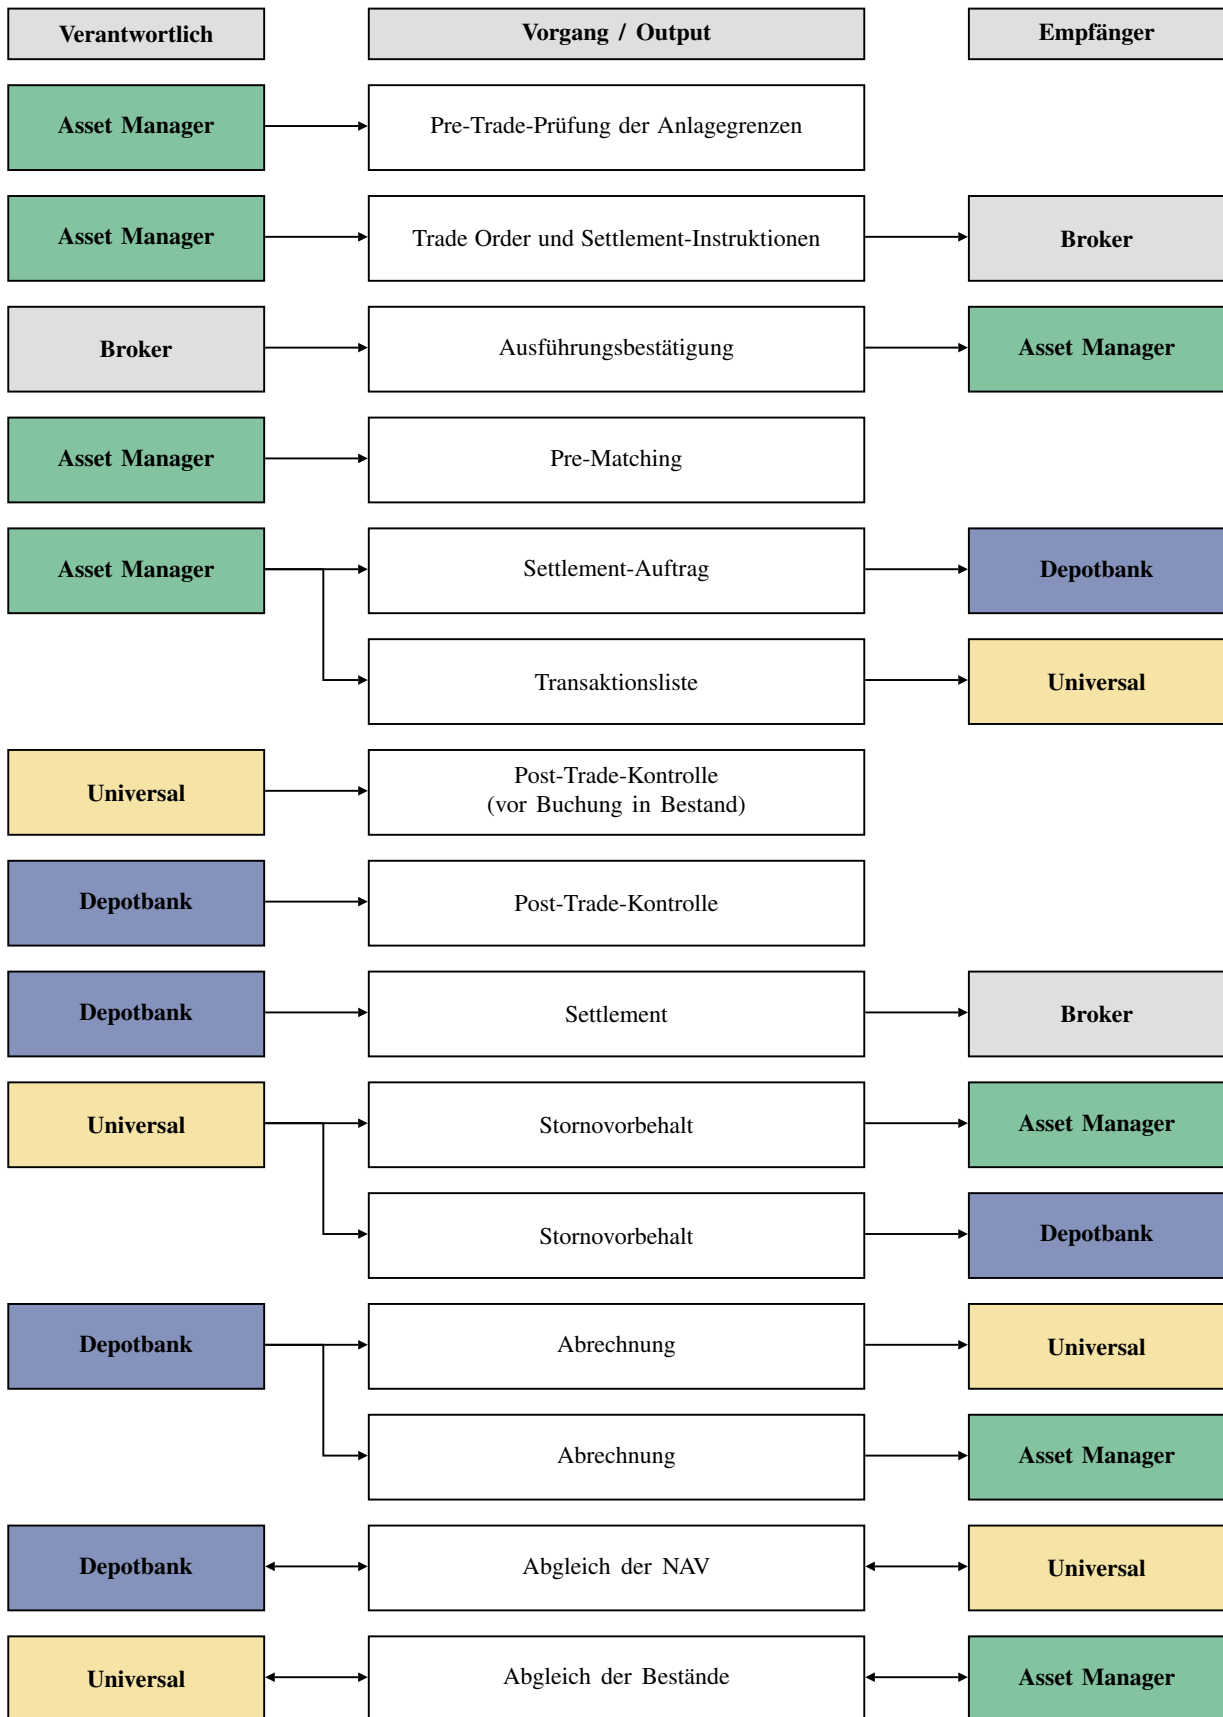 Verantwortlich
Vorgang / Output
Empfänger
Asset Manager
Pre-Trade-Prüfung der Anlagegrenzen
Asset Manager
Trade Order und Settlement-Instruktionen
Broker
Broker
Ausführungsbestätigung
Asset Manager
Asset Manager
Pre-Matching
Asset Manager
Settlement-Auftrag
Depotbank
Transaktionsliste
Universal
Universal
Post-Trade-Kontrolle
(vor Buchung in Bestand)
Depotbank
Post-Trade-Kontrolle
Depotbank
Settlement
Broker
Universal
Stornovorbehalt
Asset Manager
Stornovorbehalt
Depotbank
Depotbank
Abrechnung
Universal
Abrechnung
Asset Manager
Depotbank
Abgleich der NAV
Universal
Universal
Abgleich der Bestände
Asset Manager